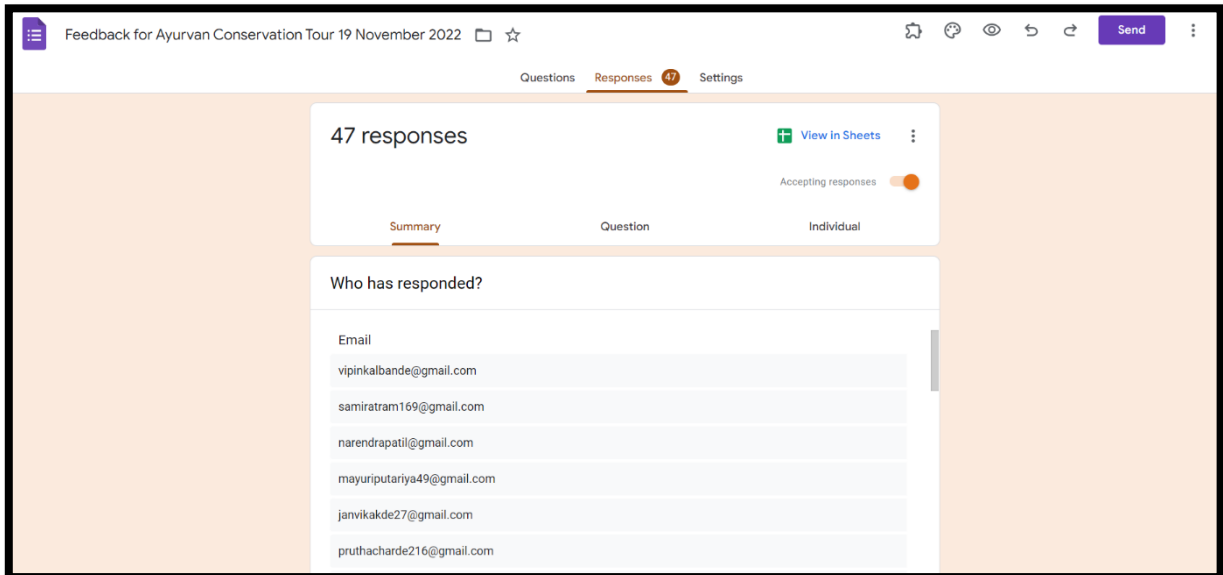 Feedback for Ayurvan Conservation Tour 19 November 2022
Send
Questions Responses 47 Settings
47 responses
View in Sheets
Accepting responses
Summary Question Individual
Who has responded?
Email
vipinkalbande@gmail.com
samiratram169@gmail.com
narendrapatil@gmail.com
mayuriputariya49@gmail.com
janvikakde27@gmail.com
pruthacharde216@gmail.com